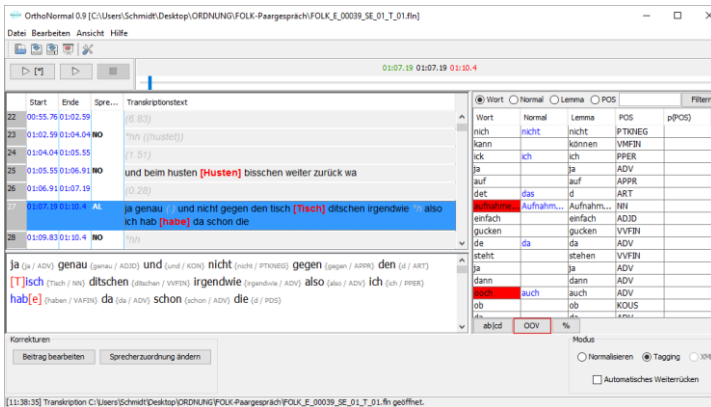 OrthoNormal 0.9 [C:\Users\Schmidt\Desktop\ORDNUNG\FOLK-Paargespräch\FOLK_E_00039_SE_01_T_01.fln]
Datei Bearbeiten Ansicht Hilfe
01:07.19 01:07.19 01:10.4
Start Ende Spre... Transkriptionstext
22 00:55.76 01:02.59 (6.83)
23 01:02.59 01:04.04 NO °hh ((hustet))
24 01:04.04 01:05.55 (1.51)
25 01:05.55 01:06.91 NO und beim husten [Husten] bisschen weiter zurück wa
26 01:06.91 01:07.19 (0.28)
27 01:07.19 01:10.4 AL ja genau (.) und nicht gegen den tisch [Tisch] ditschen irgendwie °h also
ich hab [habe] da schon die
28 01:09.83 01:10.4 NO °hh
ja (ja / ADV) genau (genau / ADJD) und (und / KON) nicht (nicht / PTKNEG) gegen (gegen / APPR) den (d / ART)
[T]isch (Tisch / NN) ditschen (ditschen / VVFIN) irgendwie (irgendwie / ADV) also (also / ADV) ich (ich / PPER)
hab[e] (haben / VAFIN) da (da / ADV) schon (schon / ADV) die (d / PDS)
Wort Normal Lemma POS Filtern
Wort Normal Lemma POS p(POS)
nich nicht nicht PTKNEG
kann können VMFIN
ick ich ich PPER
ja ja ADV
auf auf APPR
det das d ART
aufnahme... Aufnahm... Aufnahm... NN
einfach einfach ADJD
gucken gucken VVFIN
de da da ADV
steht stehen VVFIN
ja ja ADV
dann dann ADV
ooch auch auch ADV
ob ob KOUS
ab|cd OOV %
Korrekturen
Beitrag bearbeiten Sprecherzuordnung ändern
Modus
Normalisieren Tagging
Automatisches Weiterrücken
[11:38:35] Transkription C:\Users\Schmidt\Desktop\ORDNUNG\FOLK-Paargespräch\FOLK_E_00039_SE_01_T_01.fln geöffnet.